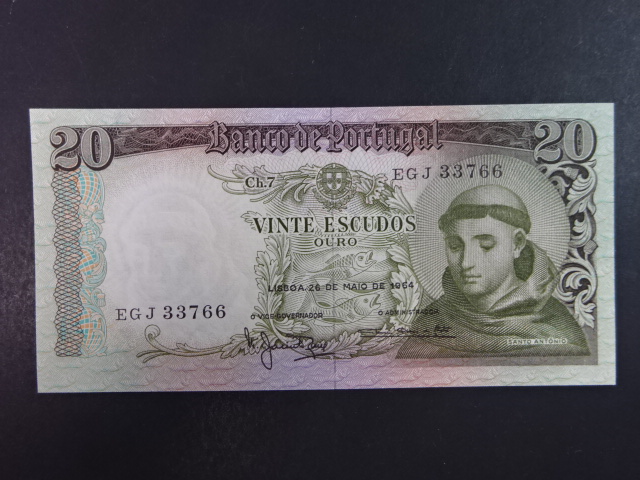 20 Banco de Portugal 20
Ch.7 EGJ 33766
VINTE ESCUDOS
OURO
LISBOA, 26 DE MAIO DE 1964
O VICE-GOVERNADOR O ADMINISTRADOR
EGJ 33766
SANTO ANTÓNIO